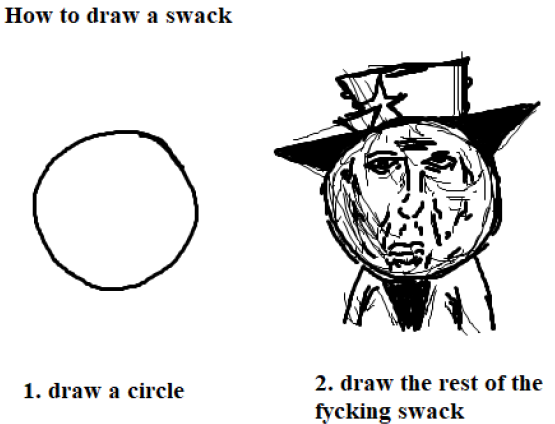 How to draw a swack
1. draw a circle
2. draw the rest of the
fycking swack